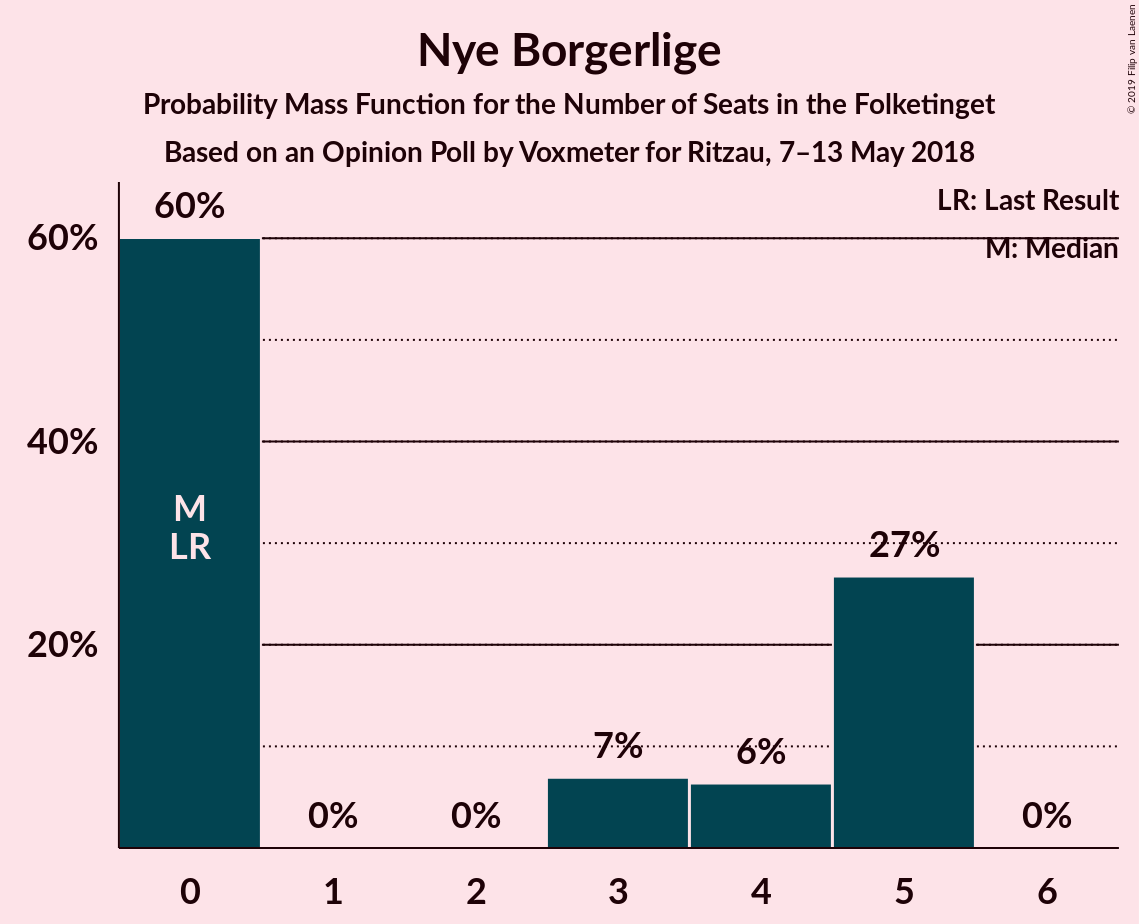 Nye Borgerlige
Probability Mass Function for the Number of Seats in the Folketinget
Based on an Opinion Poll by Voxmeter for Ritzau, 7–13 May 2018
© 2019 Filip van Laenen
LR: Last Result
M: Median
60%
40%
20%
60%
0%
0%
7%
6%
27%
0%
M
LR
0 1 2 3 4 5 6